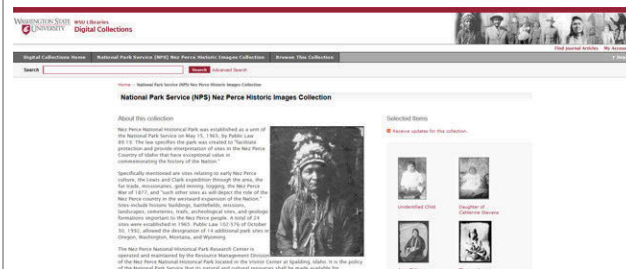 WASHINGTON STATE UNIVERSITY
WSU Libraries
Digital Collections
Find Journal Articles My Account
Digital Collections Home National Park Service (NPS) Nez Perce Historic Images Collection Browse This Collection
Search Search Advanced Search
Home National Park Service (NPS) Nez Perce Historic Images Collection
National Park Service (NPS) Nez Perce Historic Images Collection
About this collection
Nez Perce National Historical Park was established as a unit of
the National Park Service on May 15, 1965, by Public Law
89-19. The law specifies the park was created to "facilitate
protection and provide interpretation of sites in the Nez Perce
Country of Idaho that have exceptional value in
commemorating the history of the Nation."
Specifically mentioned are sites relating to early Nez Perce
culture, the Lewis and Clark expedition through the area, the
fur trade, missionaries, gold mining, logging, the Nez Perce
War of 1877, and "such other sites as will depict the role of the
Nez Perce country in the westward expansion of the Nation."
Sites include historic buildings, battlefields, missions,
landscapes, cemeteries, trails, archeological sites, and geologic
formations important to the Nez Perce people. A total of 24
sites were established in 1965. Public Law 102-576 of October
30, 1992, allowed the designation of 14 additional park sites in
Oregon, Washington, Montana, and Wyoming.
The Nez Perce National Historical Park Research Center is
operated and maintained by the Resource Management Division
of the Nez Perce National Historical Park located in the Visitor Center at Spalding, Idaho. It is the policy
of the National Park Service that its natural and cultural resources shall be made available for
Selected Items
Receive updates for this collection.
Unidentified Child
Daughter of
Catherine Stevens